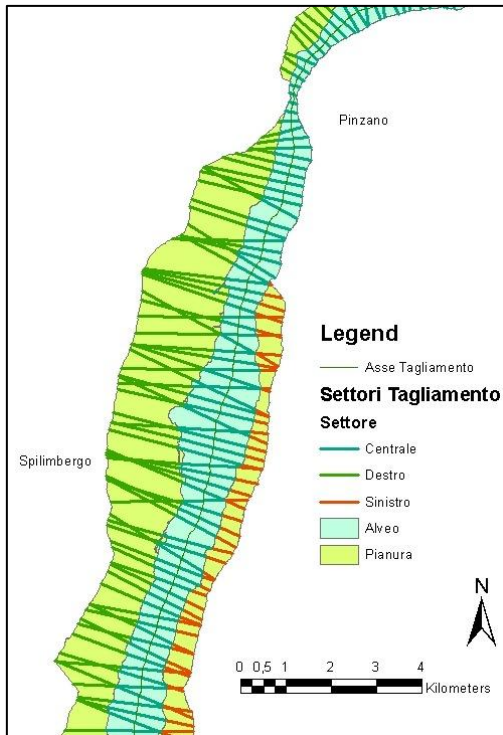 Pinzano
Legend
Asse Tagliamento
Settori Tagliamento
Settore
Centrale
Destro
Sinistro
Alveo
Pianura
Spilimbergo
N
0 0,5 1 2 3 4
Kilometers